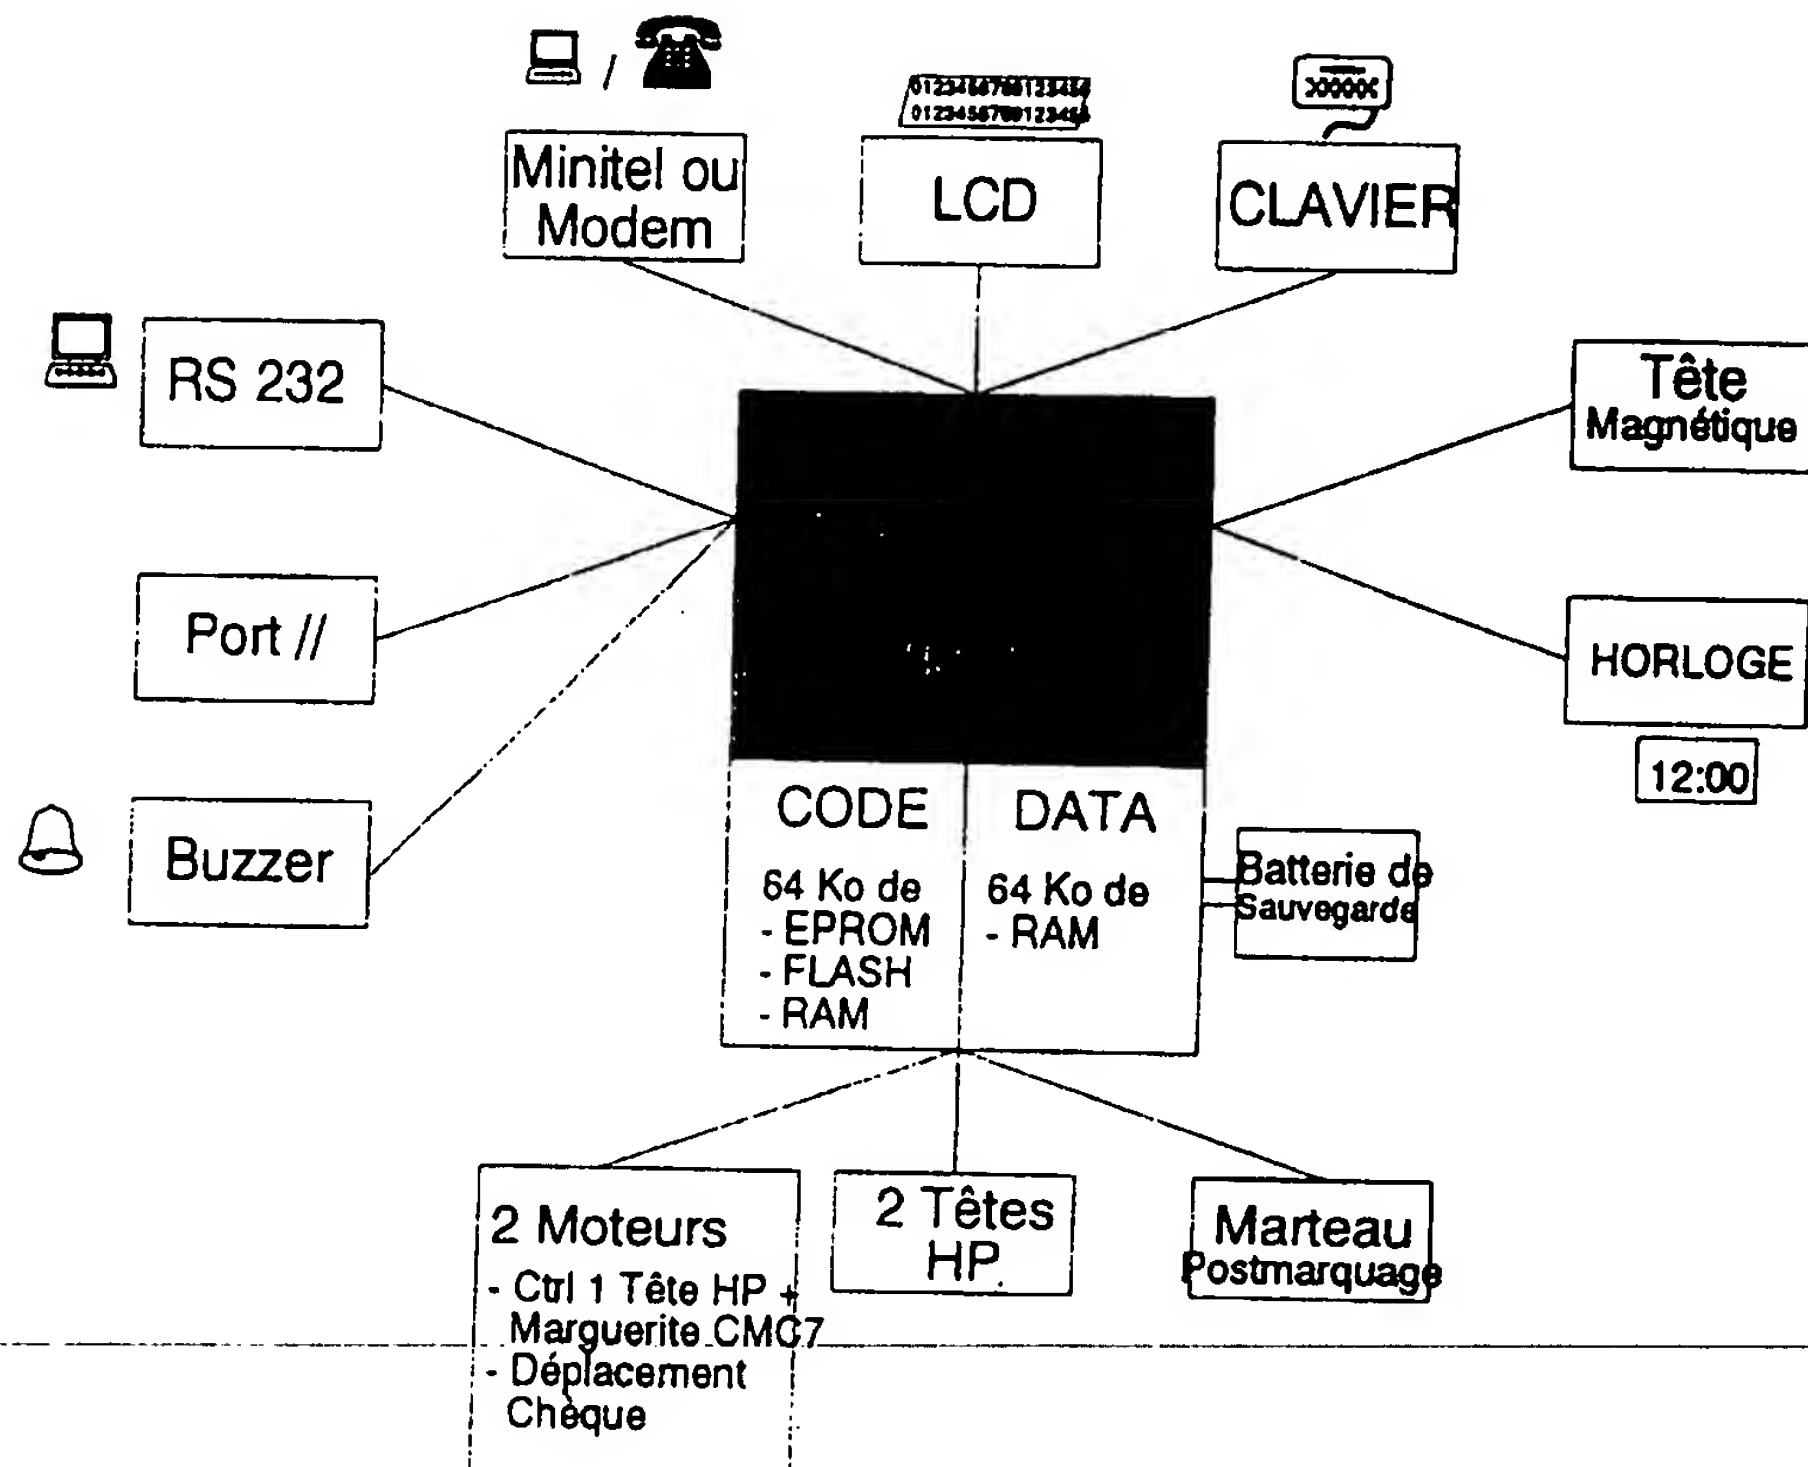 Minitel ou
Modem
LCD
CLAVIER
RS 232
Tête
Magnétique
Port //
HORLOGE
12:00
Buzzer
CODE
64 Ko de
- EPROM
- FLASH
- RAM
DATA
64 Ko de
- RAM
Batterie de
Sauvegarde
2 Moteurs
- Ctrl 1 Tête HP +
Marguerite CMC7
- Déplacement
Chèque
2 Têtes
HP
Marteau
Postmarquage